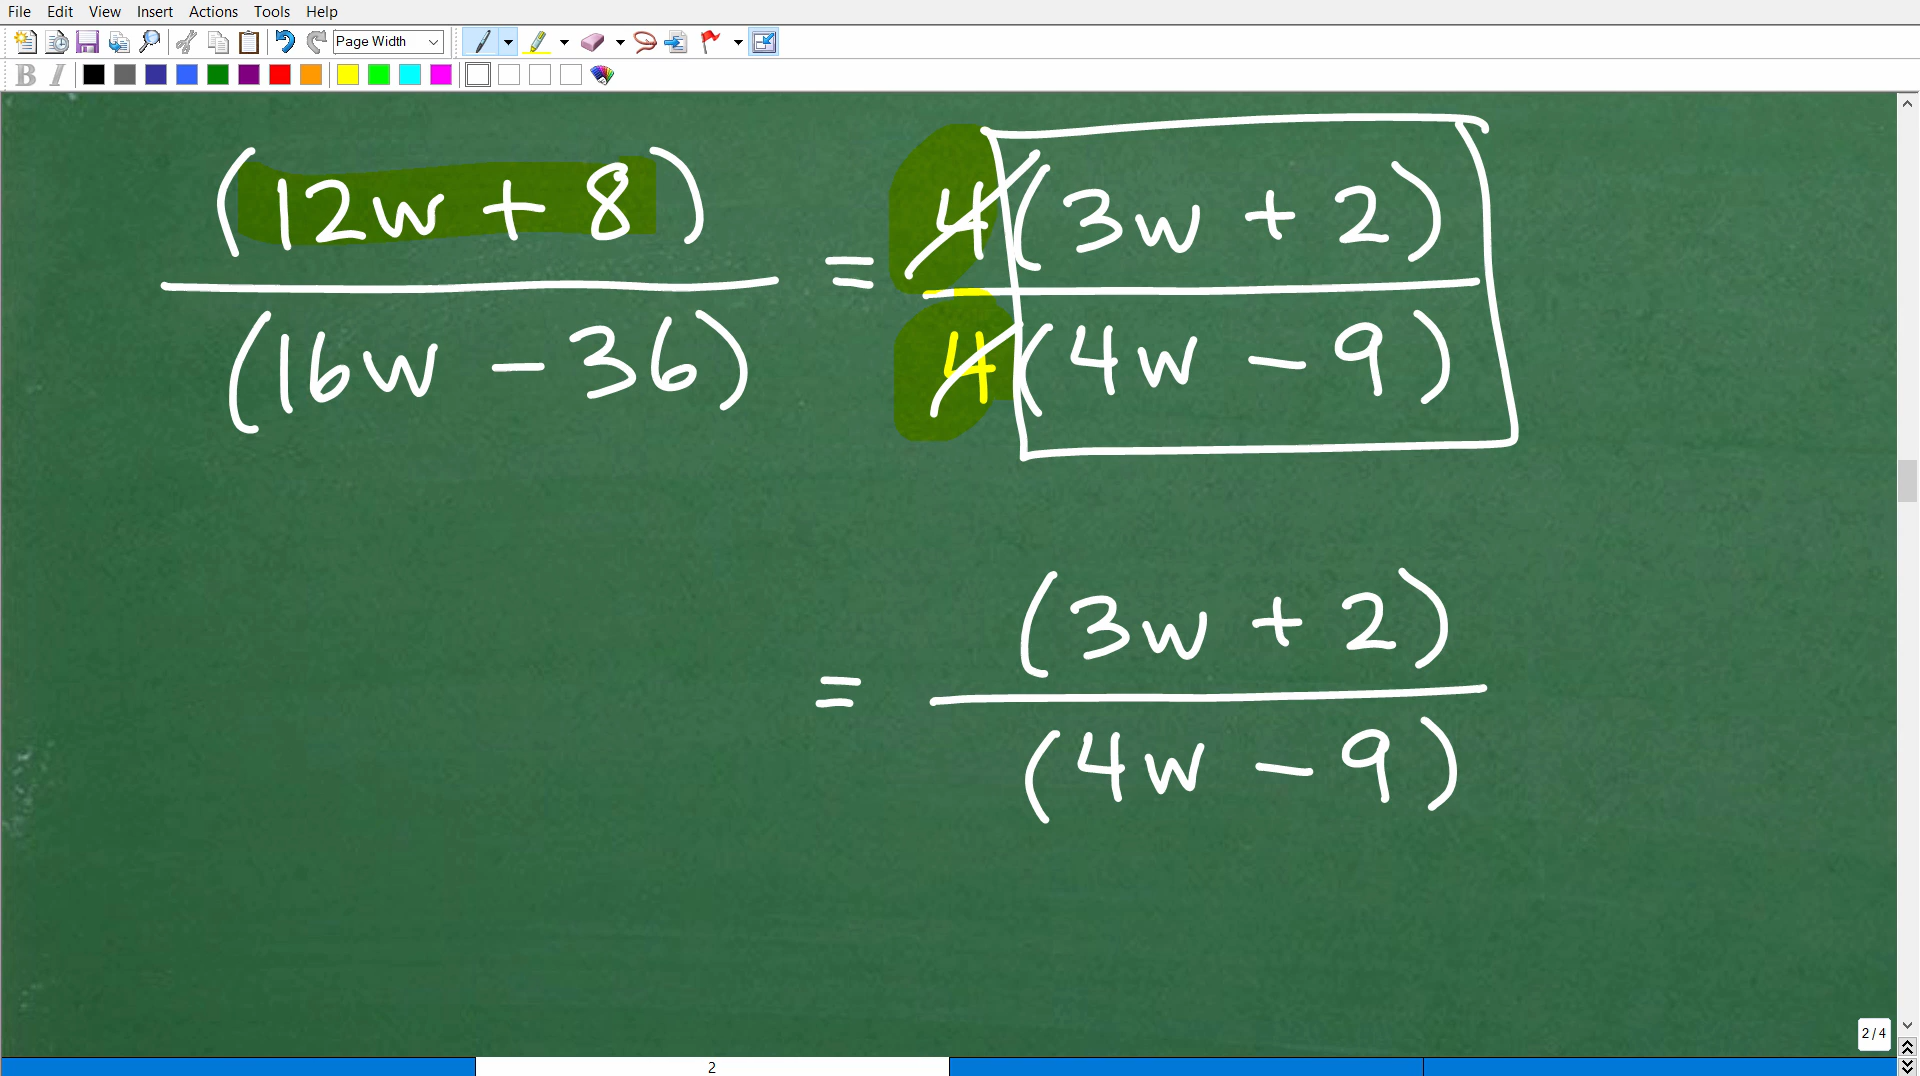 File Edit View Insert Actions Tools Help
Page Width
B I
(12w + 8) = 4(3w + 2)
(16w - 36) 4(4w - 9)
= (3w + 2)
(4w - 9)
2 / 4
2